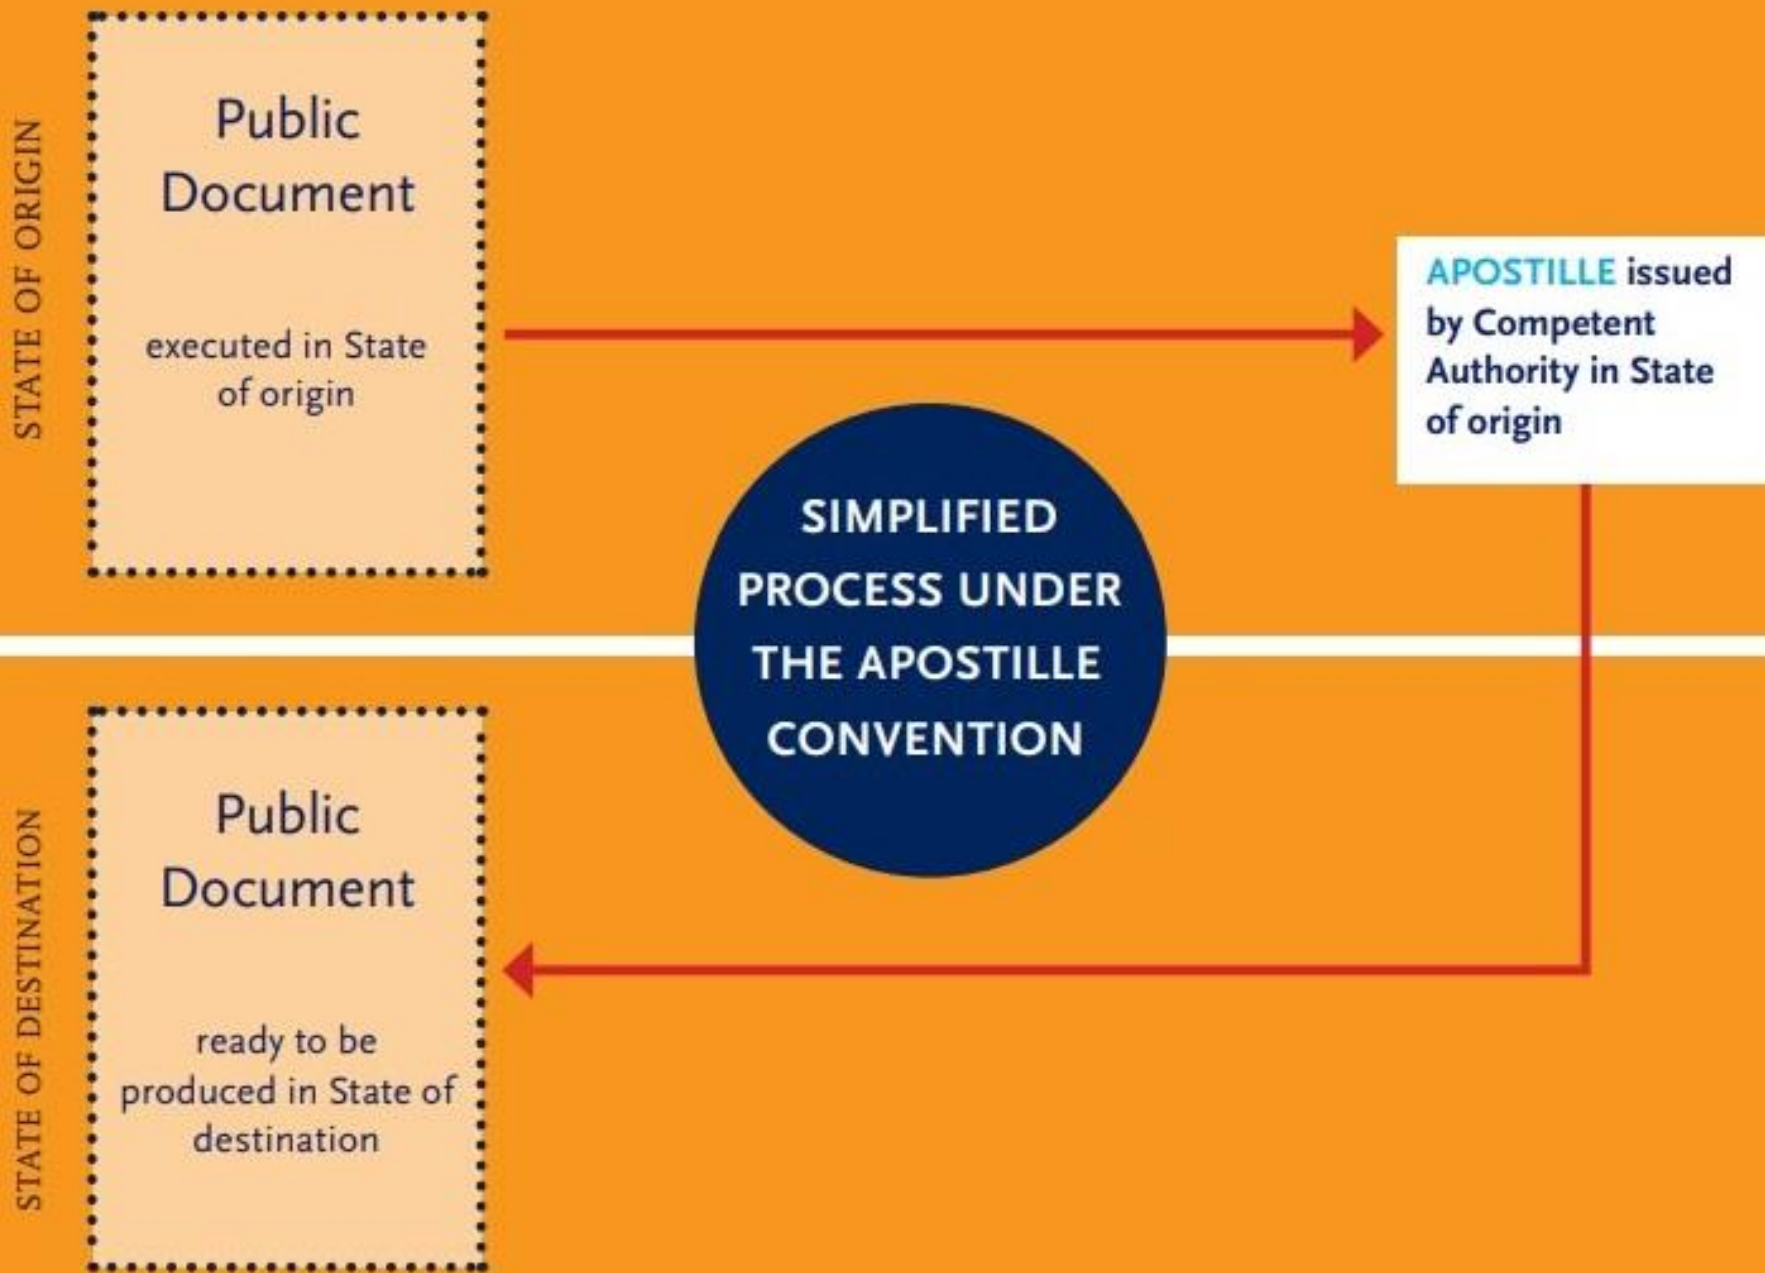 STATE OF ORIGIN
Public
Document
executed in State
of origin
APOSTILLE issued
by Competent
Authority in State
of origin
SIMPLIFIED
PROCESS UNDER
THE APOSTILLE
CONVENTION
STATE OF DESTINATION
Public
Document
ready to be
produced in State of
destination